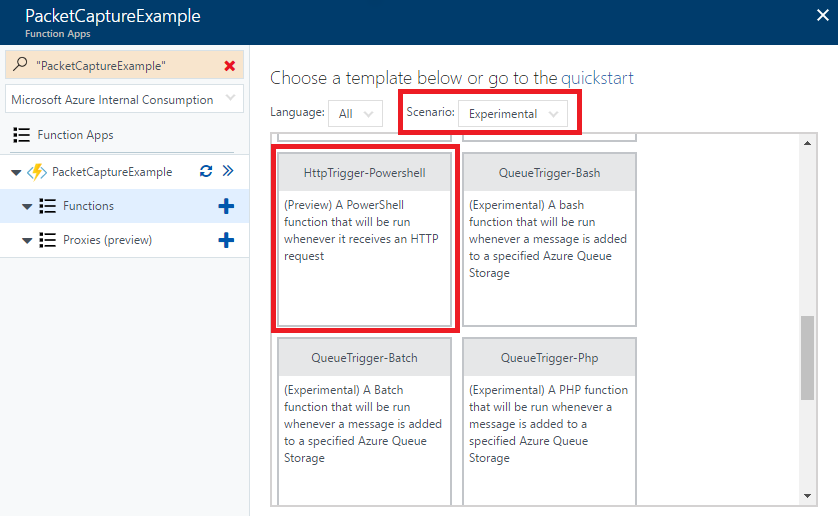 PacketCaptureExample
Function Apps
"PacketCaptureExample"
Microsoft Azure Internal Consumption
Function Apps
PacketCaptureExample
Functions
Proxies (preview)
Choose a template below or go to the quickstart
Language: All
Scenario: Experimental
HttpTrigger-Powershell
(Preview) A PowerShell
function that will be run
whenever it receives an HTTP
request
QueueTrigger-Bash
(Experimental) A bash
function that will be run
whenever a message is added
to a specified Azure Queue
Storage
QueueTrigger-Batch
(Experimental) A Batch
function that will be run
whenever a message is added
to a specified Azure Queue
Storage
QueueTrigger-Php
(Experimental) A PHP function
that will be run whenever a
message is added to a
specified Azure Queue
Storage